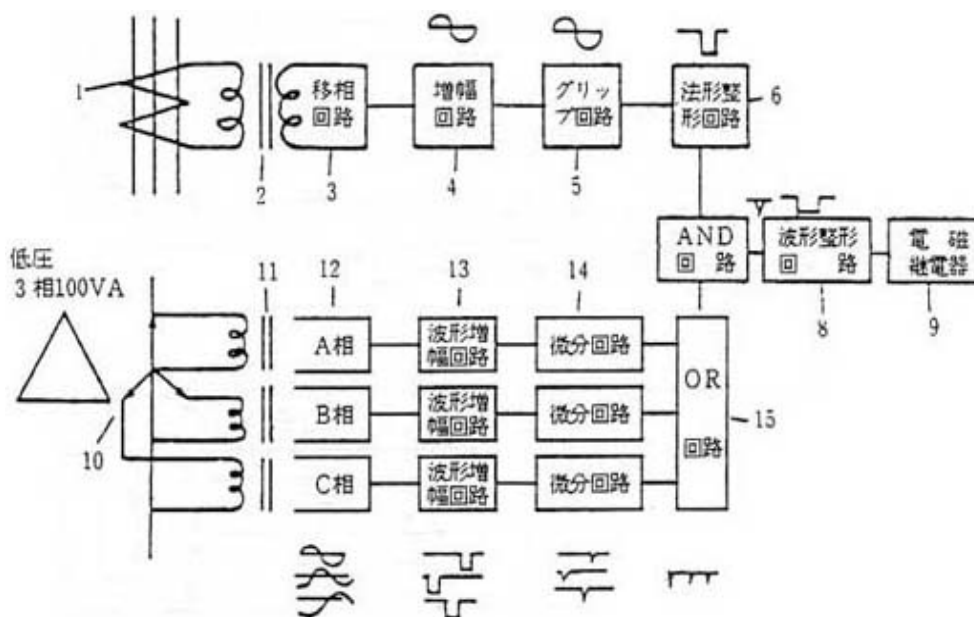 1
移相
回路
増幅
回路
グリッ
プ回路
法形整
形回路
6
2
3
4
5
AND
回路
波形整形
回路
電磁
継電器
8
9
低圧
3相100VA
10
11
12
13
14
A相
波形増
幅回路
微分回路
B相
波形増
幅回路
微分回路
C相
波形増
幅回路
微分回路
OR
回路
15